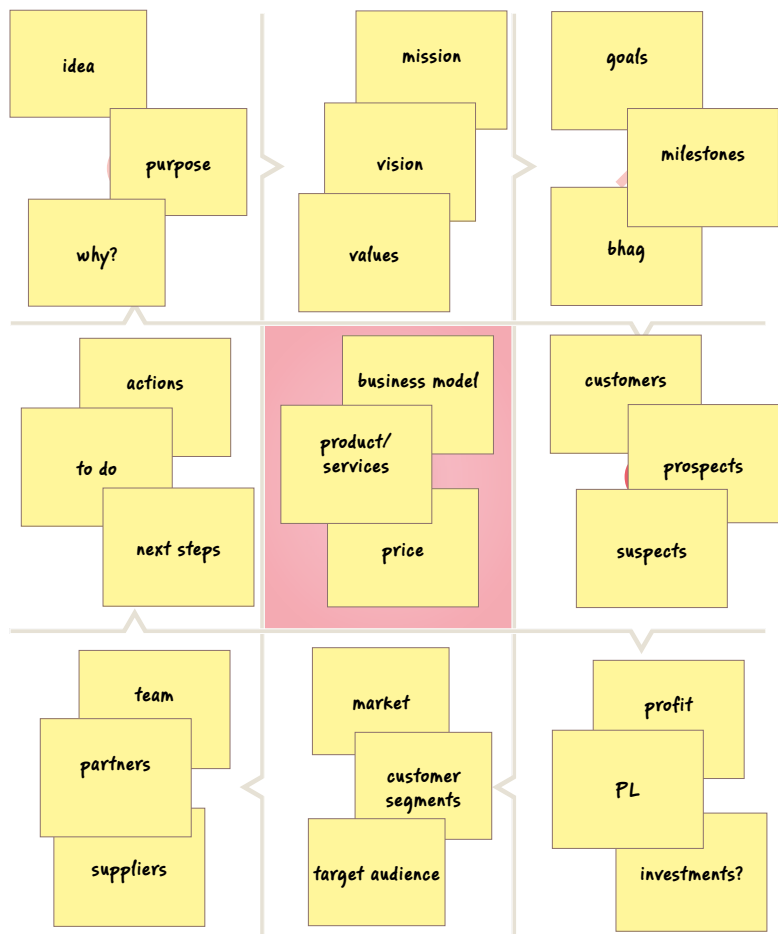 idea
purpose
why?
mission
vision
values
goals
milestones
bhag
actions
to do
next steps
business model
product/
services
price
customers
prospects
suspects
team
partners
suppliers
market
customer
segments
target audience
profit
PL
investments?